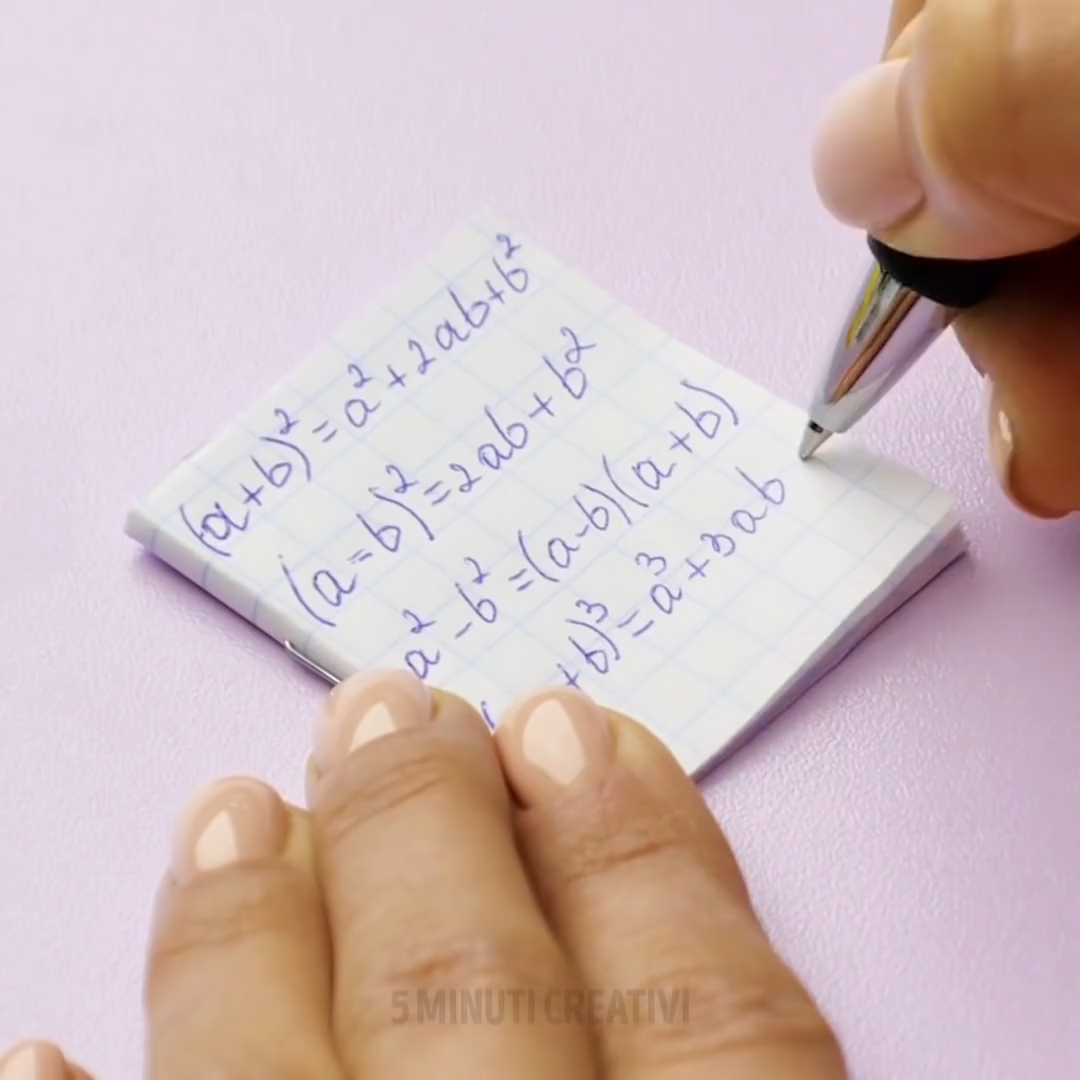 (a+b)²=a²+2ab+b²
(a=b)²=2ab+b²
a²-b²=(a-b)(a+b)
+b)³=a³+3ab
5 MINUTI CREATIVI